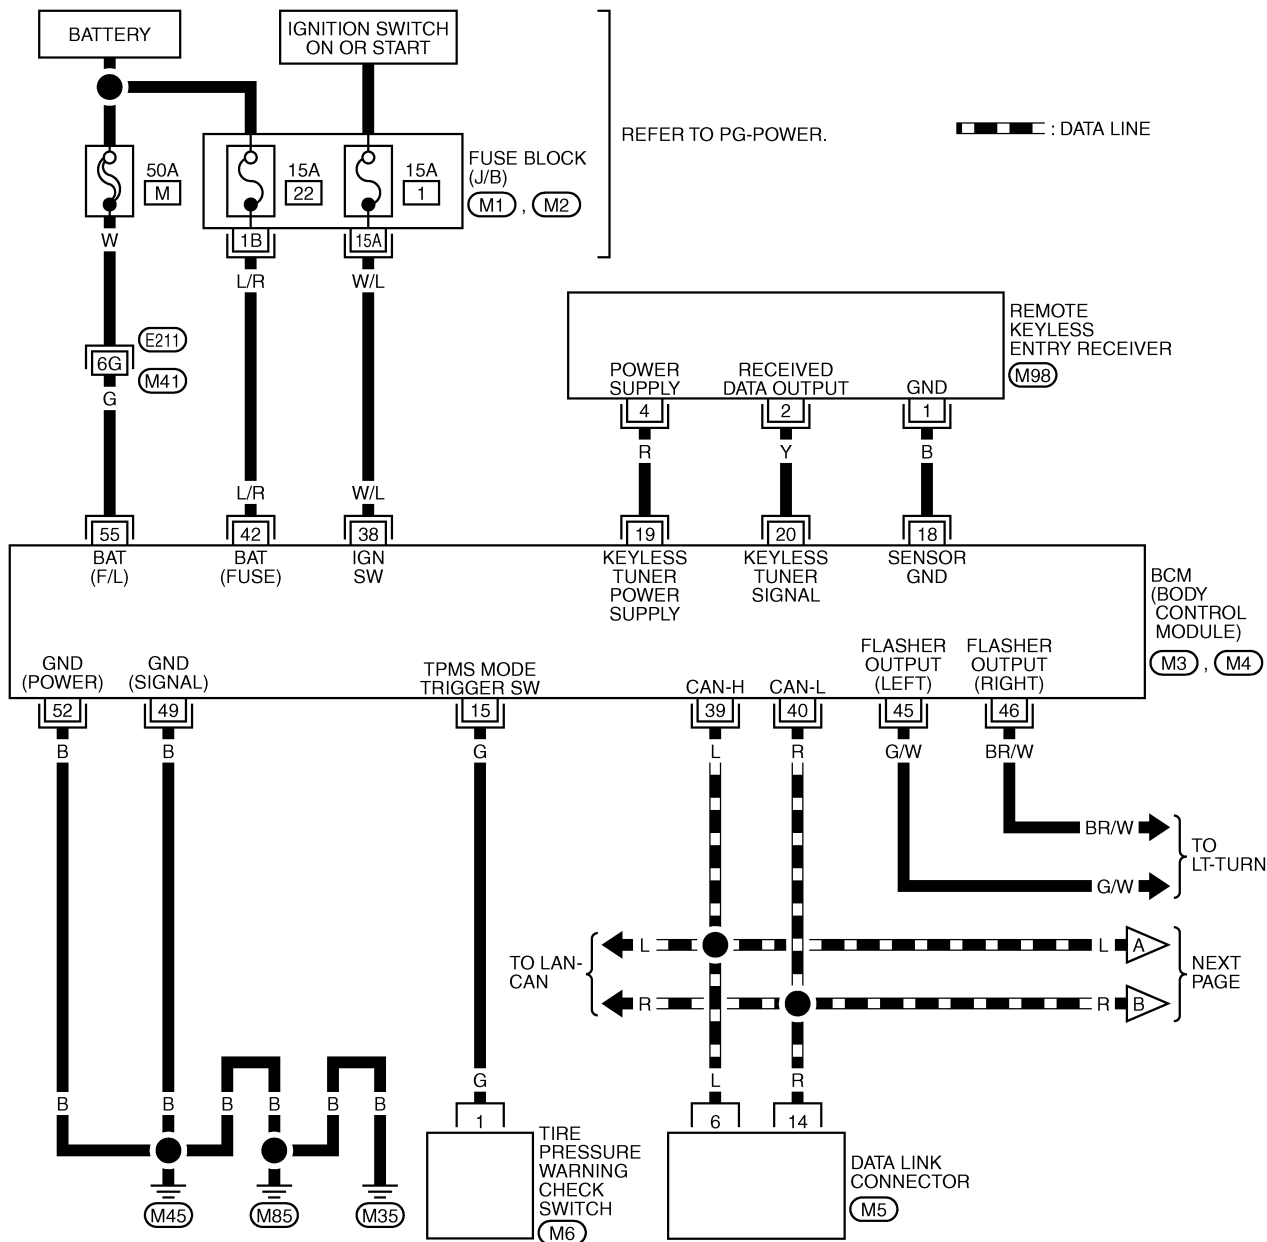 BATTERY
IGNITION SWITCH
ON OR START
REFER TO PG-POWER.
: DATA LINE
50A
M
15A
22
15A
1
FUSE BLOCK
(J/B)
M1 , M2
W
1B
15A
L/R
W/L
E211
6G
M41
G
REMOTE
KEYLESS
ENTRY RECEIVER
M98
POWER
SUPPLY
RECEIVED
DATA OUTPUT
GND
4
2
1
R
Y
B
L/R
W/L
55
42
38
19
20
18
BAT
(F/L)
BAT
(FUSE)
IGN
SW
KEYLESS
TUNER
POWER
SUPPLY
KEYLESS
TUNER
SIGNAL
SENSOR
GND
BCM
(BODY
CONTROL
MODULE)
M3 , M4
GND
(POWER)
GND
(SIGNAL)
TPMS MODE
TRIGGER SW
CAN-H
CAN-L
FLASHER
OUTPUT
(LEFT)
FLASHER
OUTPUT
(RIGHT)
52
49
15
39
40
45
46
B
B
G
L
R
G/W
BR/W
BR/W
G/W
TO
LT-TURN
TO LAN-
CAN
L
L
A
R
R
B
NEXT
PAGE
G
L
R
B
B
B
B
B
B
1
6
14
TIRE
PRESSURE
WARNING
CHECK
SWITCH
M6
DATA LINK
CONNECTOR
M5
M45
M85
M35